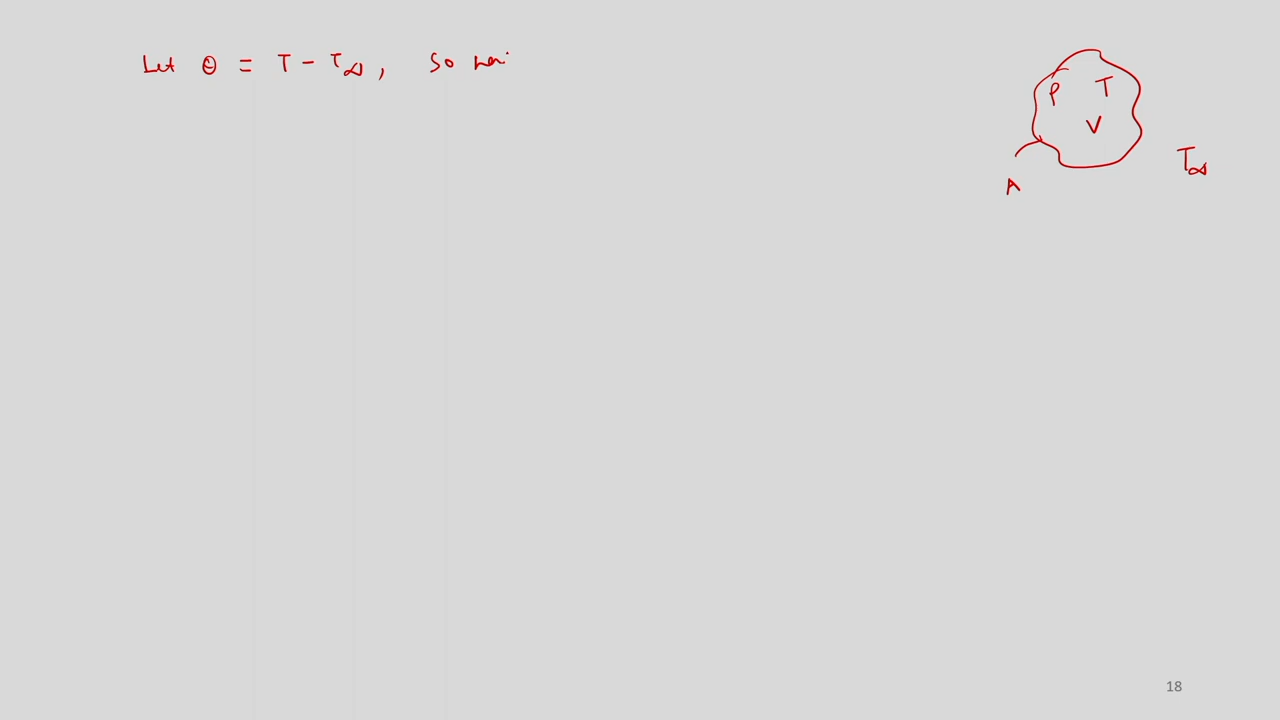 Let θ = T - T∞, So
ρ T
V
T∞
A
18